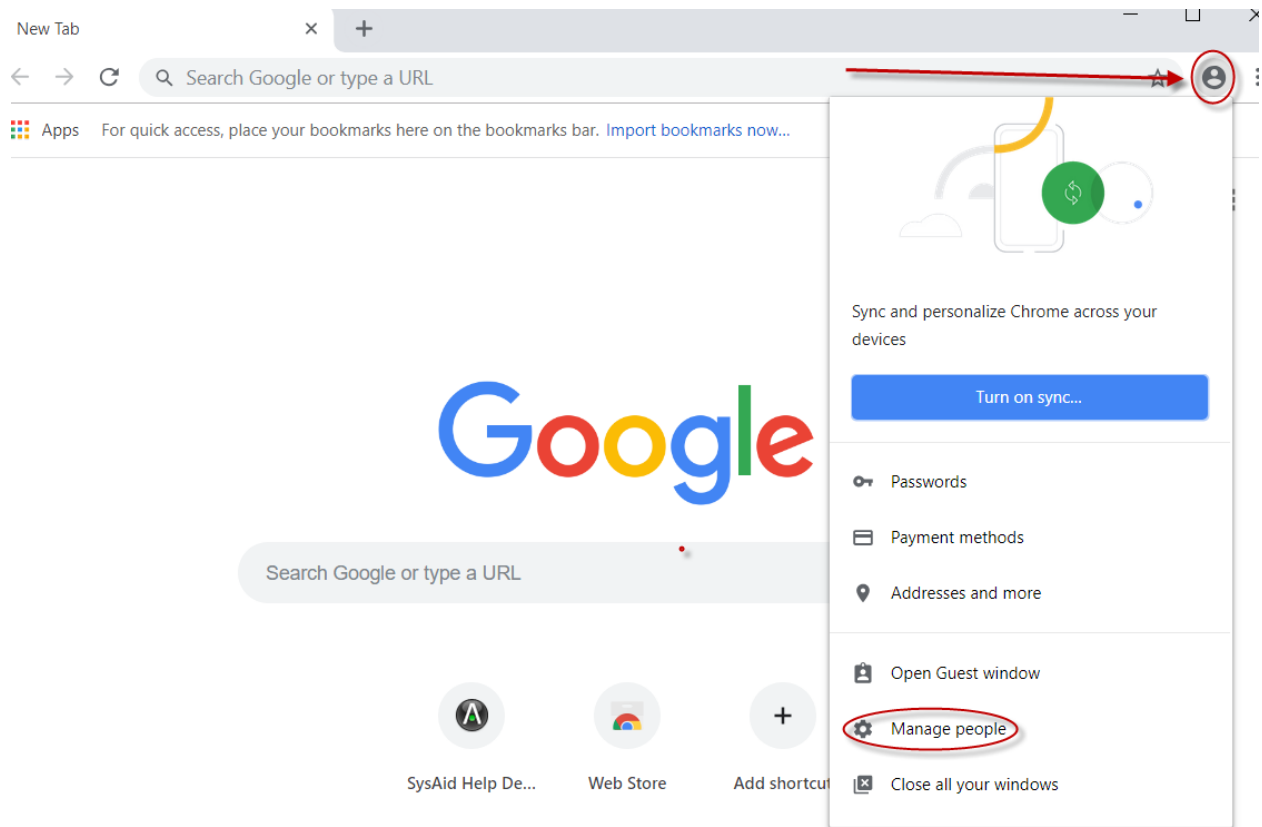 New Tab
Search Google or type a URL
Apps For quick access, place your bookmarks here on the bookmarks bar. Import bookmarks now...
Sync and personalize Chrome across your
devices
Turn on sync...
Google
Passwords
Payment methods
Search Google or type a URL
Addresses and more
Open Guest window
Manage people
SysAid Help De... Web Store Add shortcut
Close all your windows